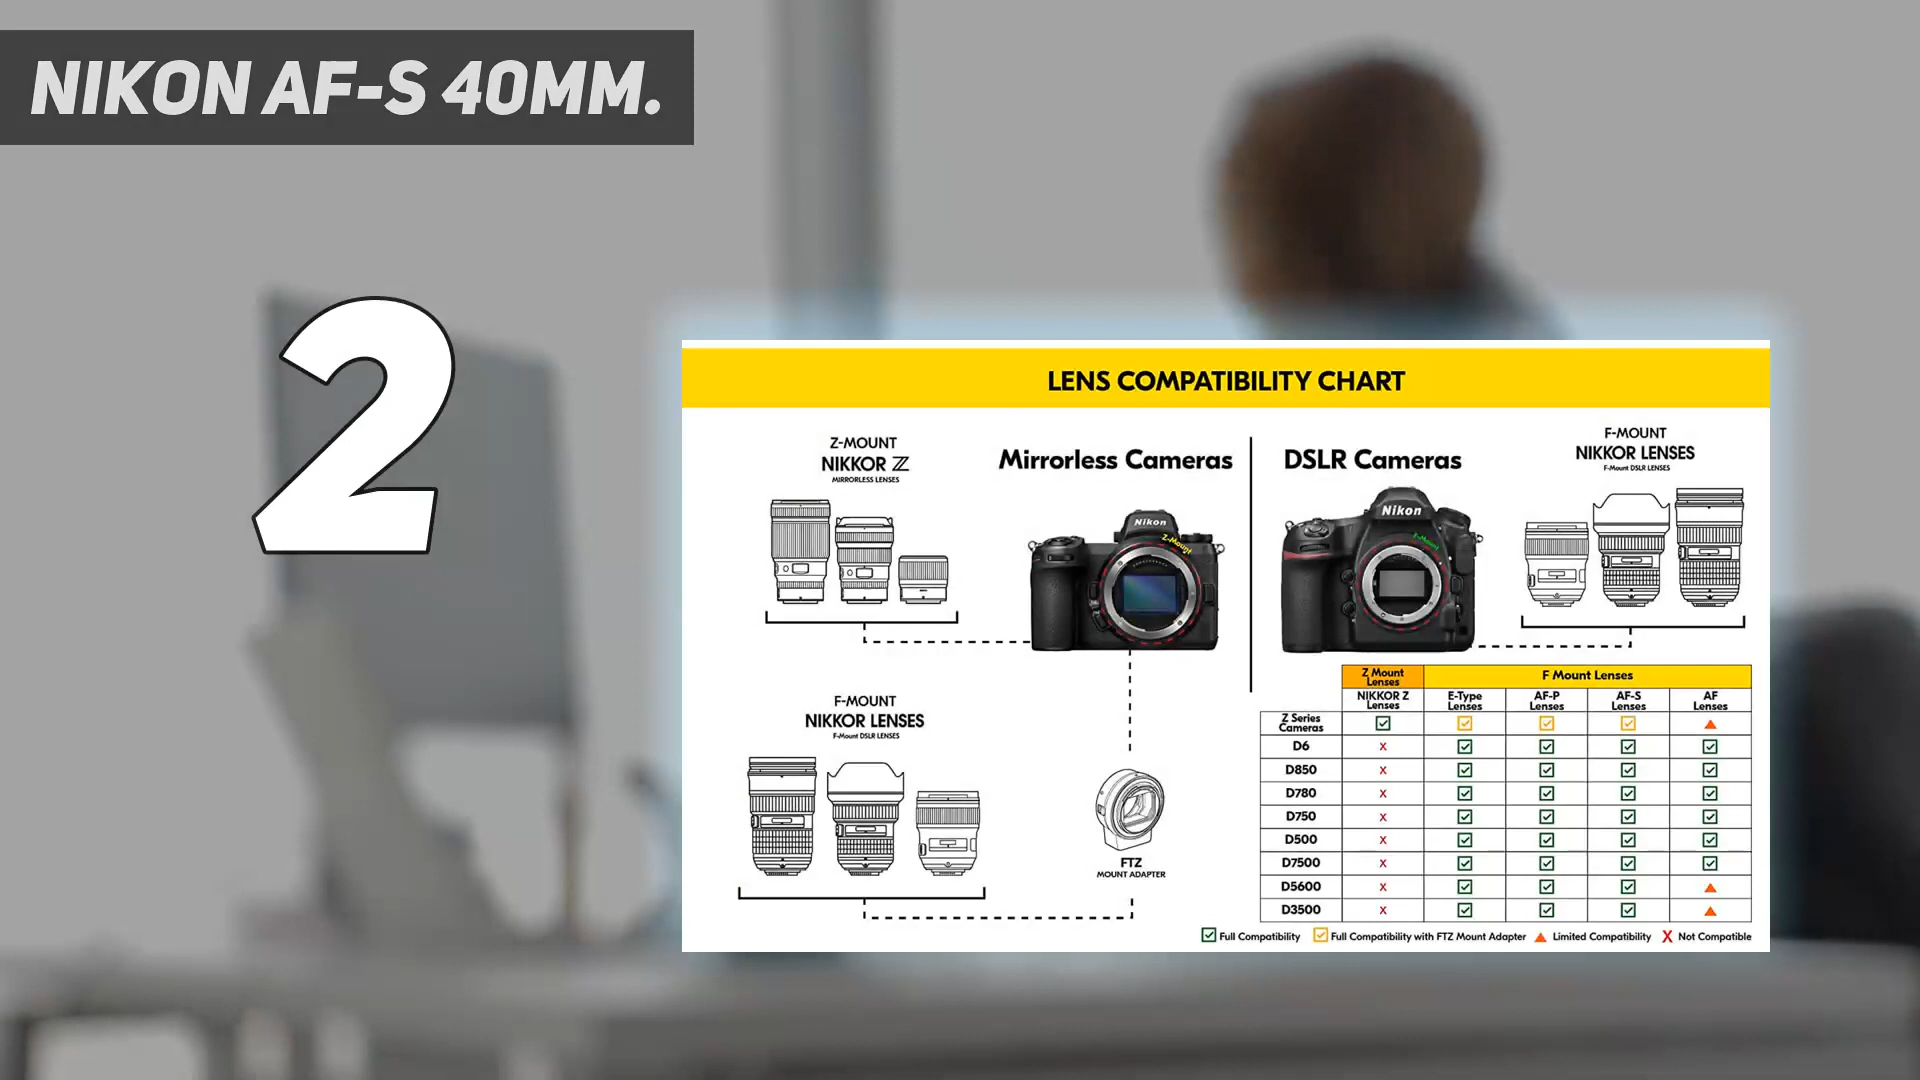 NIKON AF-S 40MM.
2
LENS COMPATIBILITY CHART
Z-MOUNT
NIKKOR Z
MIRRORLESS LENSES
Mirrorless Cameras
Nikon
Z-Mount
DSLR Cameras
Nikon
F-MOUNT
NIKKOR LENSES
F-Mount DSLR LENSES
F-MOUNT
NIKKOR LENSES
F-Mount DSLR LENSES
FTZ
MOUNT ADAPTER
Z Mount Lenses
F Mount Lenses
NIKKOR Z Lenses
E-Type Lenses
AF-P Lenses
AF-S Lenses
AF Lenses
Z Series Cameras
D6 X
D850 X
D780 X
D750 X
D500 X
D7500 X
D5600 X
D3500 X
Full Compatibility Full Compatibility with FTZ Mount Adapter Limited Compatibility X Not Compatible